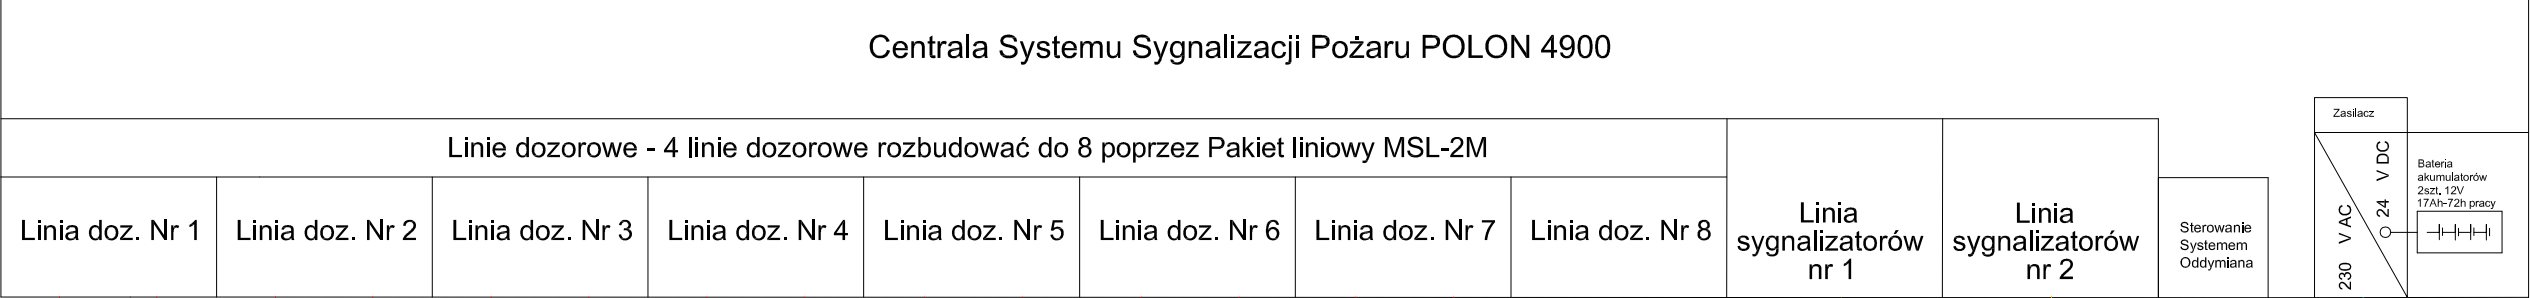 Centrala Systemu Sygnalizacji Pożaru POLON 4900
Linie dozorowe - 4 linie dozorowe rozbudować do 8 poprzez Pakiet liniowy MSL-2M
Linia doz. Nr 1
Linia doz. Nr 2
Linia doz. Nr 3
Linia doz. Nr 4
Linia doz. Nr 5
Linia doz. Nr 6
Linia doz. Nr 7
Linia doz. Nr 8
Linia
sygnalizatorów
nr 1
Linia
sygnalizatorów
nr 2
Sterowanie
Systemem
Oddymiana
Zasilacz
230 V AC
24 V DC
Bateria
akumulatorów
2szt. 12V
17Ah-72h pracy